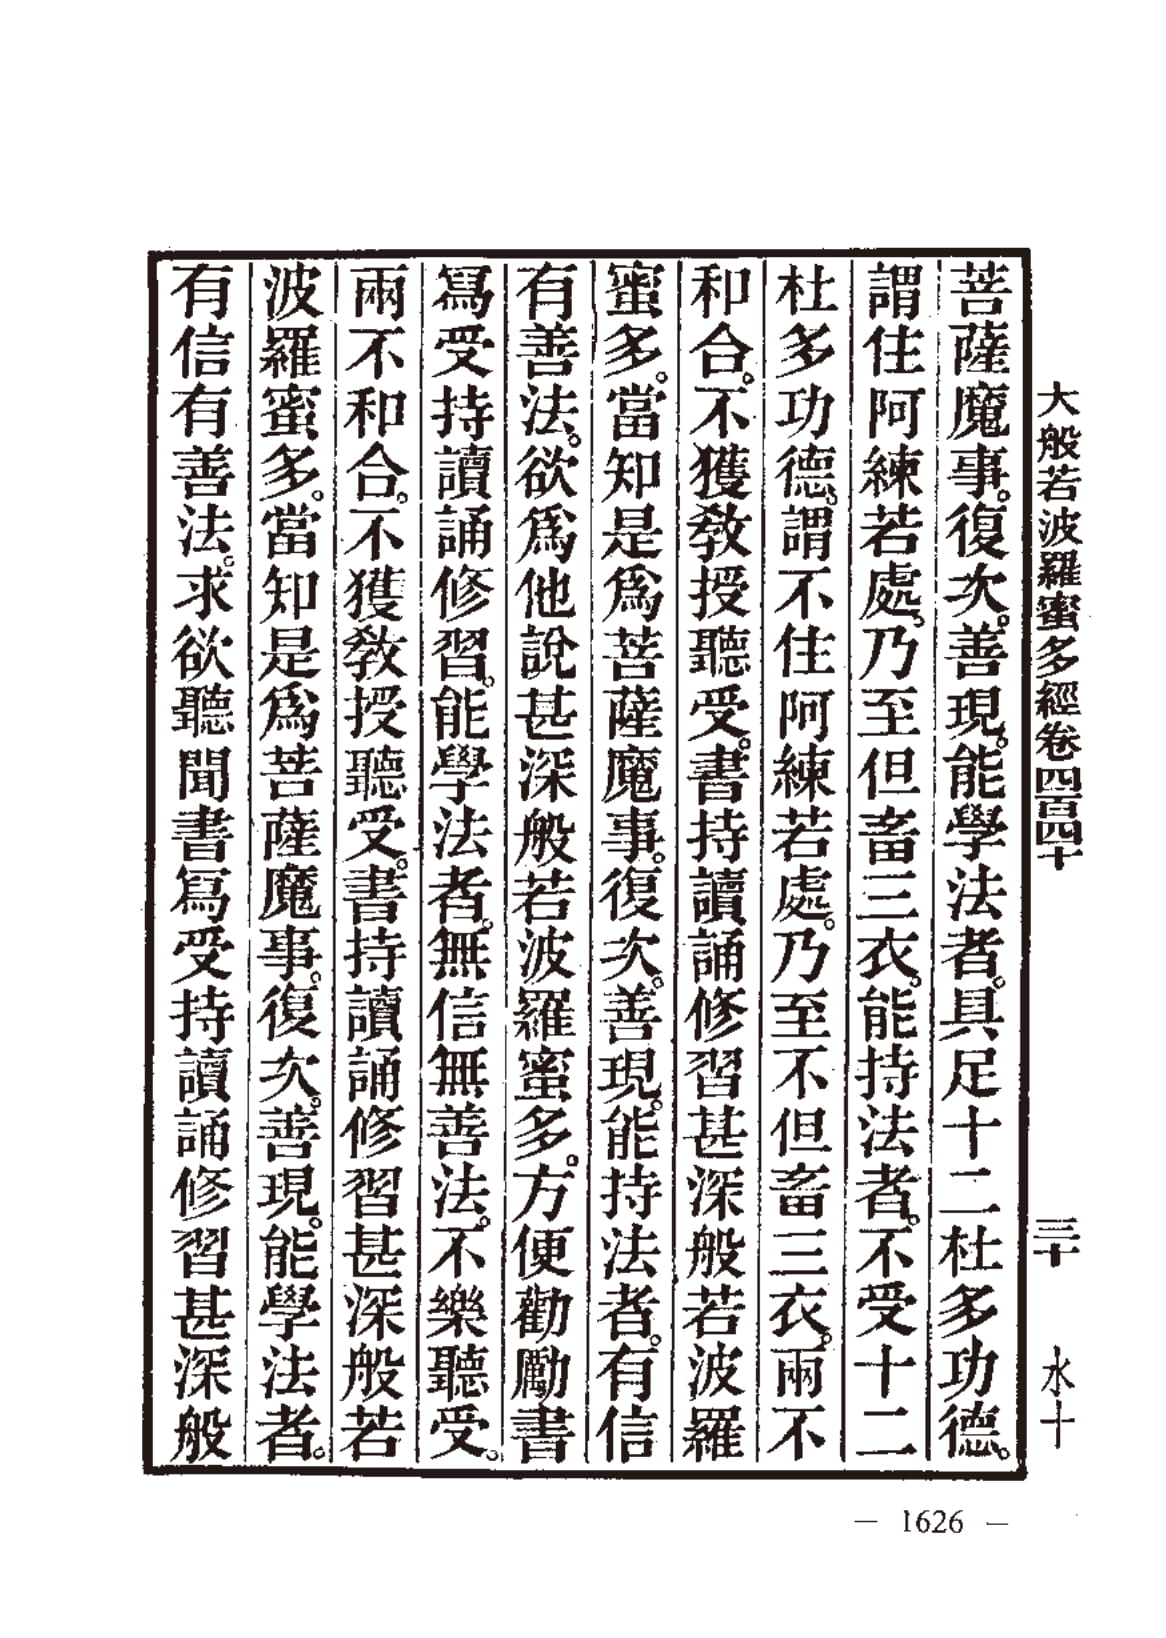 大般若波羅蜜多經卷四百四十　三十　水十
菩薩魔事。復次。善現。能學法者。具足十二杜多功德。
謂住阿練若處。乃至但畜三衣。能持法者。不受十二
杜多功德。謂不住阿練若處。乃至不但畜三衣。兩不
和合。不獲教授聽受。書持讀誦修習甚深般若波羅
蜜多。當知是爲菩薩魔事。復次。善現。能持法者。有信
有善法。欲爲他說甚深般若波羅蜜多。方便勸勵書
寫受持讀誦修習。能學法者。無信無善法。不樂聽受。
兩不和合。不獲教授聽受。書持讀誦修習甚深般若
波羅蜜多。當知是爲菩薩魔事。復次。善現。能學法者。
有信有善法。求欲聽聞書寫受持讀誦修習甚深般
— 1626 —